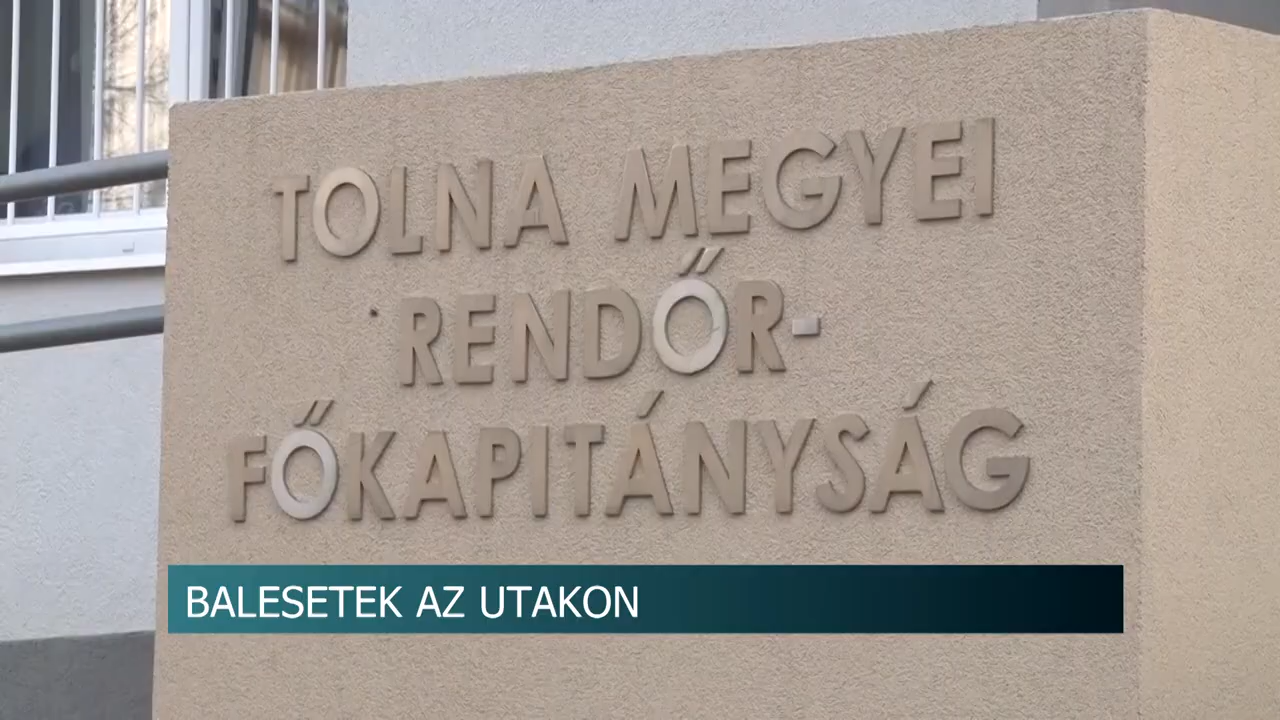 TOLNA MEGYEI
RENDŐR-
FŐKAPITÁNYSÁG
BALESETEK AZ UTAKON